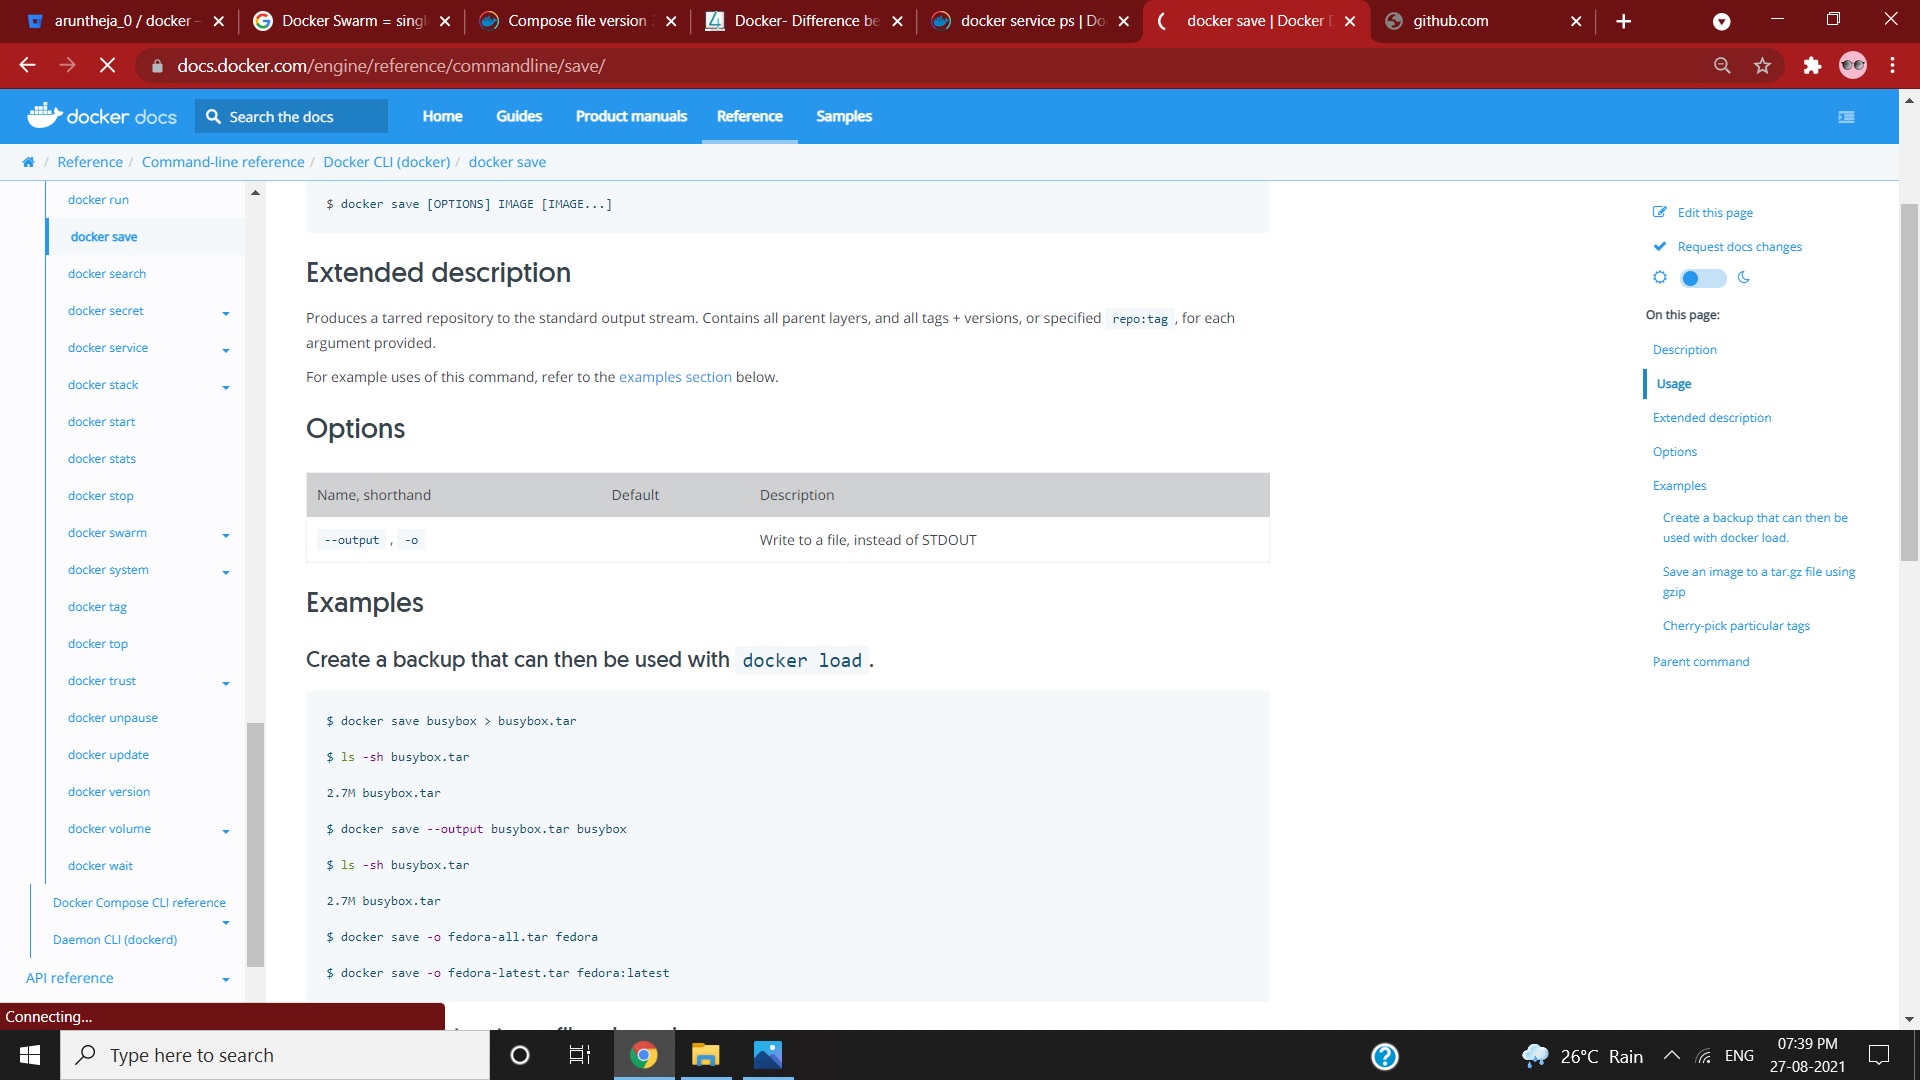 aruntheja_0 / docker
Docker Swarm = singl
Compose file version
Docker- Difference be
docker service ps | Do
docker save | Docker
github.com
docs.docker.com/engine/reference/commandline/save/
docker docs
Search the docs
Home
Guides
Product manuals
Reference
Samples
/ Reference / Command-line reference / Docker CLI (docker) / docker save
docker run
docker save
docker search
docker secret
docker service
docker stack
docker start
docker stats
docker stop
docker swarm
docker system
docker tag
docker top
docker trust
docker unpause
docker update
docker version
docker volume
docker wait
Docker Compose CLI reference
Daemon CLI (dockerd)
API reference
$ docker save [OPTIONS] IMAGE [IMAGE...]
Extended description
Produces a tarred repository to the standard output stream. Contains all parent layers, and all tags + versions, or specified repo:tag , for each
argument provided.
For example uses of this command, refer to the examples section below.
Options
Name, shorthand Default Description
--output , -o Write to a file, instead of STDOUT
Examples
Create a backup that can then be used with docker load .
$ docker save busybox > busybox.tar
$ ls -sh busybox.tar
2.7M busybox.tar
$ docker save --output busybox.tar busybox
$ ls -sh busybox.tar
2.7M busybox.tar
$ docker save -o fedora-all.tar fedora
$ docker save -o fedora-latest.tar fedora:latest
Edit this page
Request docs changes
On this page:
Description
Usage
Extended description
Options
Examples
Create a backup that can then be
used with docker load.
Save an image to a tar.gz file using
gzip
Cherry-pick particular tags
Parent command
Connecting...
Type here to search
26°C Rain
ENG
07:39 PM
27-08-2021